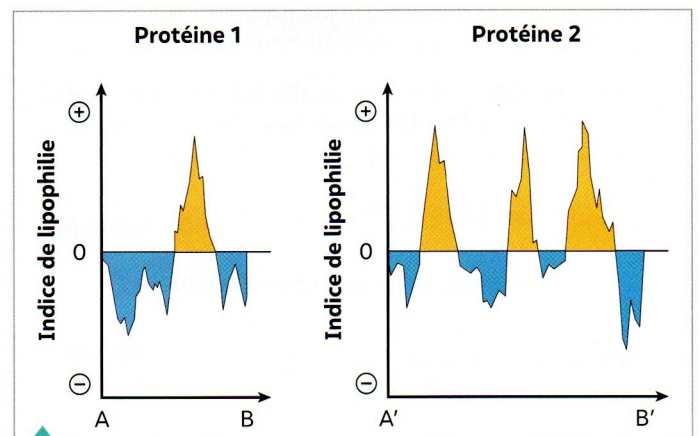 Protéine 1
Indice de lipophilie
+
0
−
A
B
Protéine 2
Indice de lipophilie
+
0
−
A′
B′